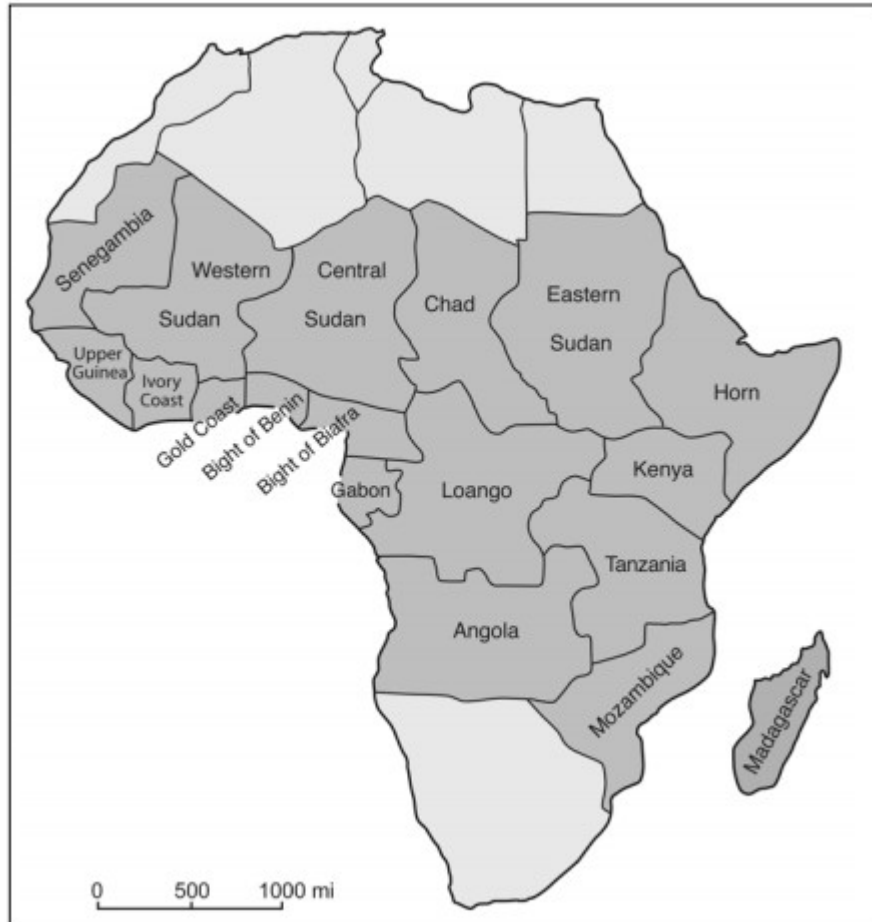 Senegambia
Western
Sudan
Central
Sudan
Chad
Eastern
Sudan
Horn
Upper
Guinea
Ivory
Coast
Gold Coast
Bight of Benin
Bight of Biafra
Gabon
Loango
Kenya
Tanzania
Angola
Mozambique
Madagascar
0 500 1000 mi